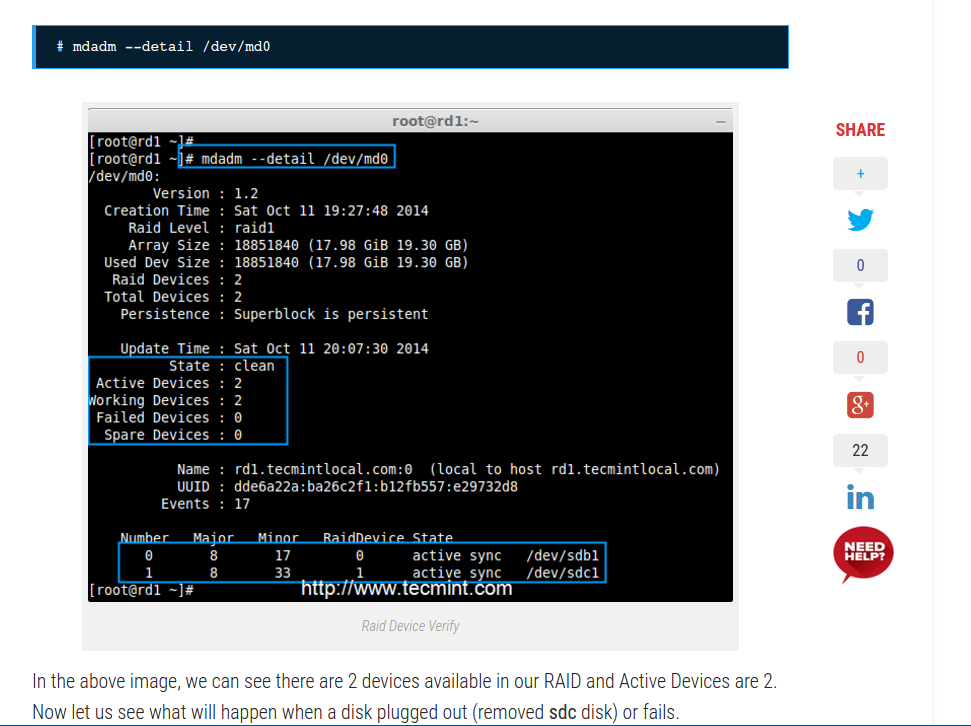 # mdadm --detail /dev/md0
root@rd1:~
[root@rd1 ~]#
[root@rd1 ~]# mdadm --detail /dev/md0
/dev/md0:
Version : 1.2
Creation Time : Sat Oct 11 19:27:48 2014
Raid Level : raid1
Array Size : 18851840 (17.98 GiB 19.30 GB)
Used Dev Size : 18851840 (17.98 GiB 19.30 GB)
Raid Devices : 2
Total Devices : 2
Persistence : Superblock is persistent
Update Time : Sat Oct 11 20:07:30 2014
State : clean
Active Devices : 2
Working Devices : 2
Failed Devices : 0
Spare Devices : 0
Name : rd1.tecmintlocal.com:0 (local to host rd1.tecmintlocal.com)
UUID : dde6a22a:ba26c2f1:b12fb557:e29732d8
Events : 17
Number Major Minor RaidDevice State
0 8 17 0 active sync /dev/sdb1
1 8 33 1 active sync /dev/sdc1
[root@rd1 ~]#
http://www.tecmint.com
Raid Device Verify
In the above image, we can see there are 2 devices available in our RAID and Active Devices are 2.
Now let us see what will happen when a disk plugged out (removed sdc disk) or fails.
SHARE
+
0
f
0
g+
22
in
NEED
HELP?